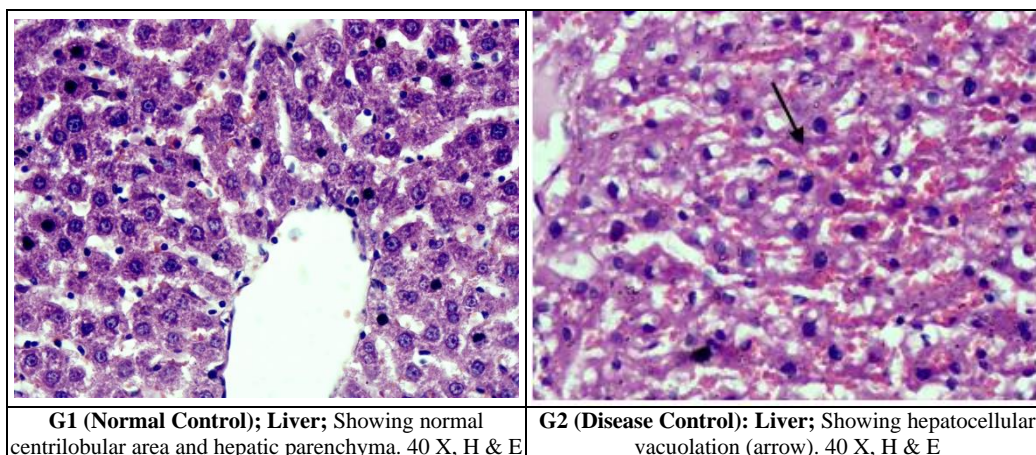 G1 (Normal Control); Liver; Showing normal
centrilobular area and hepatic parenchyma. 40 X, H & E
G2 (Disease Control): Liver; Showing hepatocellular
vacuolation (arrow). 40 X, H & E